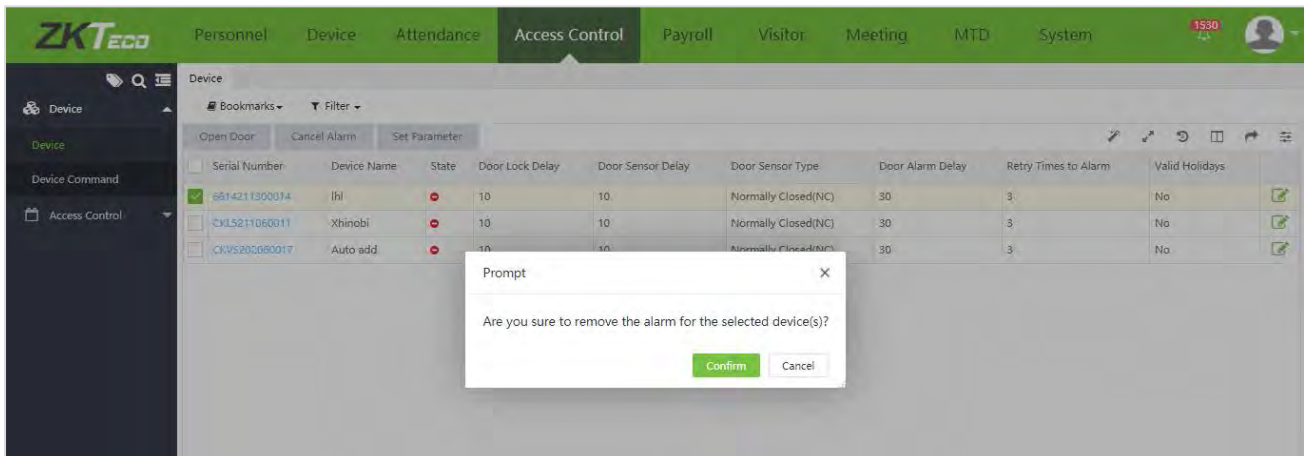 ZKTECO Personnel Device Attendance Access Control Payroll Visitor Meeting MTD System 1530
Device
Device
Bookmarks Filter
Device
Open Door Cancel Alarm Set Parameter
Device Command
Serial Number Device Name State Door Lock Delay Door Sensor Delay Door Sensor Type Door Alarm Delay Retry Times to Alarm Valid Holidays
6614211300014 lhl 10 10 Normally Closed(NC) 30 3 No
Access Control
CKL5211060011 Xhinobi 10 10 Normally Closed(NC) 30 3 No
CKVS202060017 Auto add 10 10 Normally Closed(NC) 30 3 No
Prompt
Are you sure to remove the alarm for the selected device(s)?
Confirm Cancel